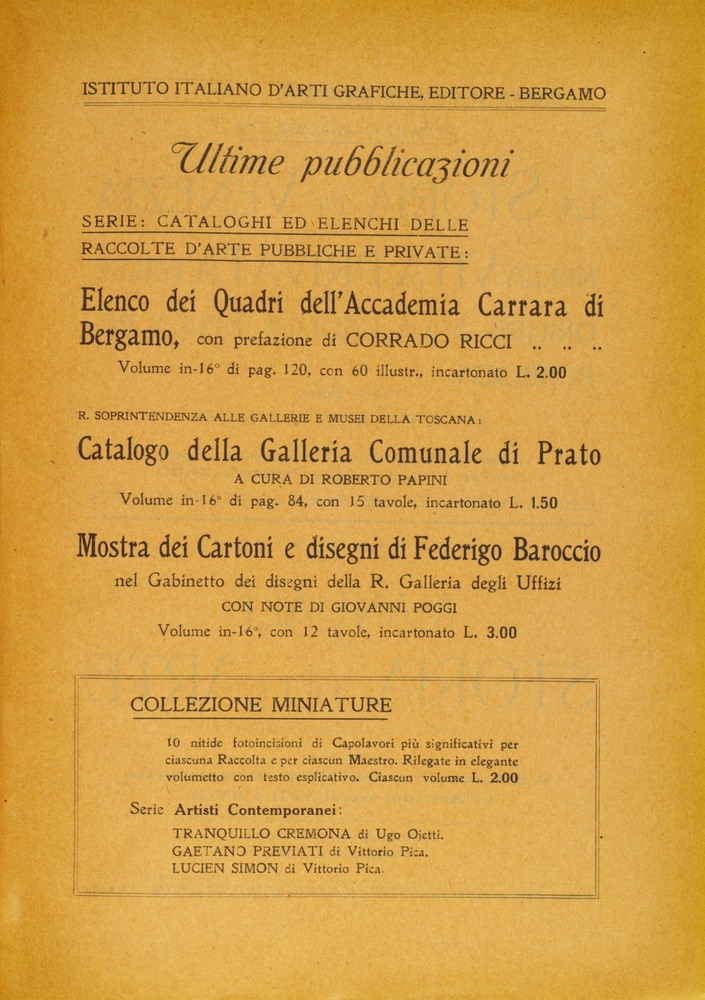 ISTITUTO ITALIANO D'ARTI GRAFICHE, EDITORE - BERGAMO
Ultime pubblicazioni
SERIE: CATALOGHI ED ELENCHI DELLE
RACCOLTE D'ARTE PUBBLICHE E PRIVATE:
Elenco dei Quadri dell'Accademia Carrara di
Bergamo, con prefazione di CORRADO RICCI .. .. ..
Volume in-16° di pag. 120, con 60 illustr., incartonato L. 2.00
R. SOPRINTENDENZA ALLE GALLERIE E MUSEI DELLA TOSCANA:
Catalogo della Galleria Comunale di Prato
A CURA DI ROBERTO PAPINI
Volume in-16° di pag. 84, con 15 tavole, incartonato L. 1.50
Mostra dei Cartoni e disegni di Federigo Baroccio
nel Gabinetto dei disegni della R. Galleria degli Uffizi
CON NOTE DI GIOVANNI POGGI
Volume in-16°, con 12 tavole, incartonato L. 3.00
COLLEZIONE MINIATURE
10 nitide fotoincisioni di Capolavori più significativi per
ciascuna Raccolta e per ciascun Maestro. Rilegate in elegante
volumetto con testo esplicativo. Ciascun volume L. 2.00
Serie Artisti Contemporanei:
TRANQUILLO CREMONA di Ugo Ojetti.
GAETANO PREVIATI di Vittorio Pica.
LUCIEN SIMON di Vittorio Pica.